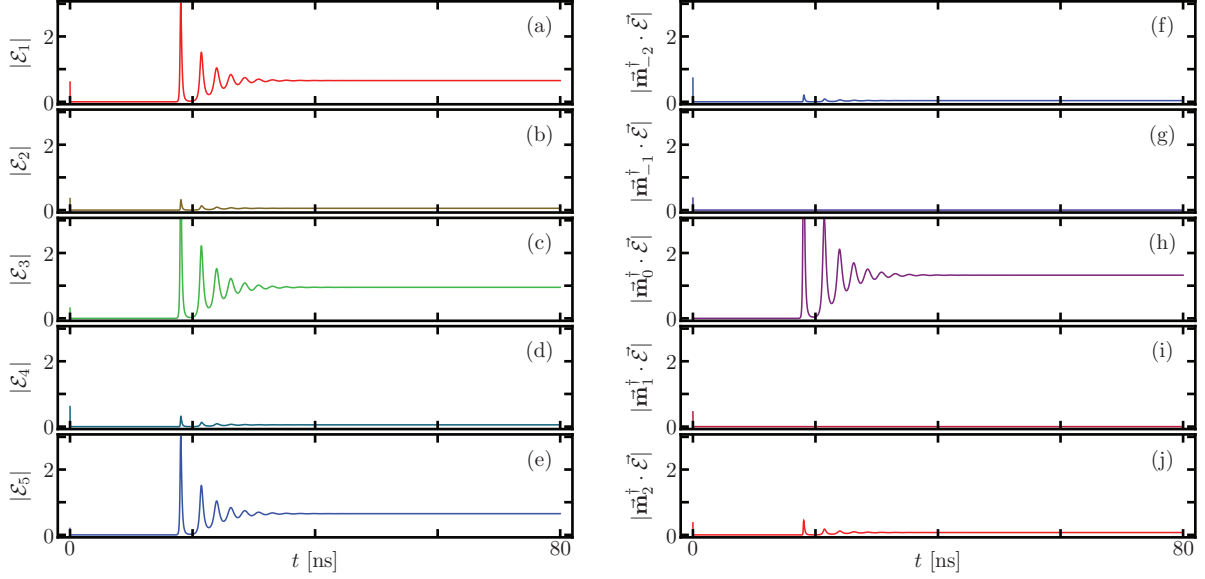 |ℰ₁|
2
0
(a)
|ℰ₂|
2
0
(b)
|ℰ₃|
2
0
(c)
|ℰ₄|
2
0
(d)
|ℰ₅|
2
0
(e)
0
80
t [ns]
|m⃗†₋₂ · ℰ⃗|
2
0
(f)
|m⃗†₋₁ · ℰ⃗|
2
0
(g)
|m⃗†₀ · ℰ⃗|
2
0
(h)
|m⃗†₁ · ℰ⃗|
2
0
(i)
|m⃗†₂ · ℰ⃗|
2
0
(j)
0
80
t [ns]